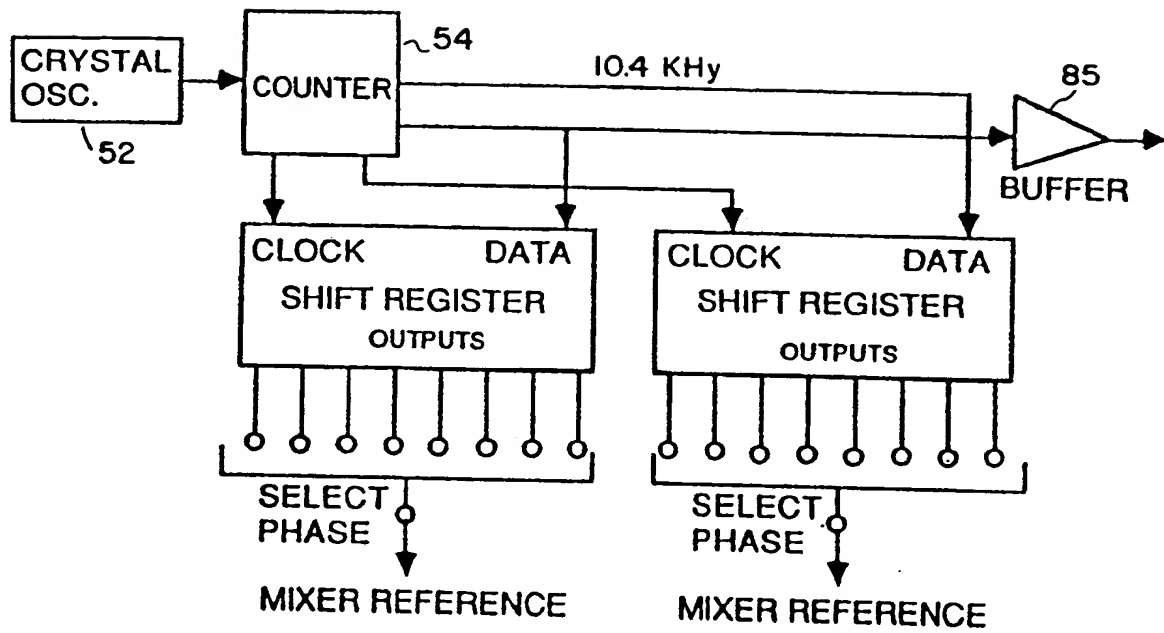 CRYSTAL
OSC.
52
COUNTER
54
10.4 KHy
85
BUFFER
CLOCK DATA
SHIFT REGISTER
OUTPUTS
CLOCK DATA
SHIFT REGISTER
OUTPUTS
SELECT
PHASE
MIXER REFERENCE
SELECT
PHASE
MIXER REFERENCE